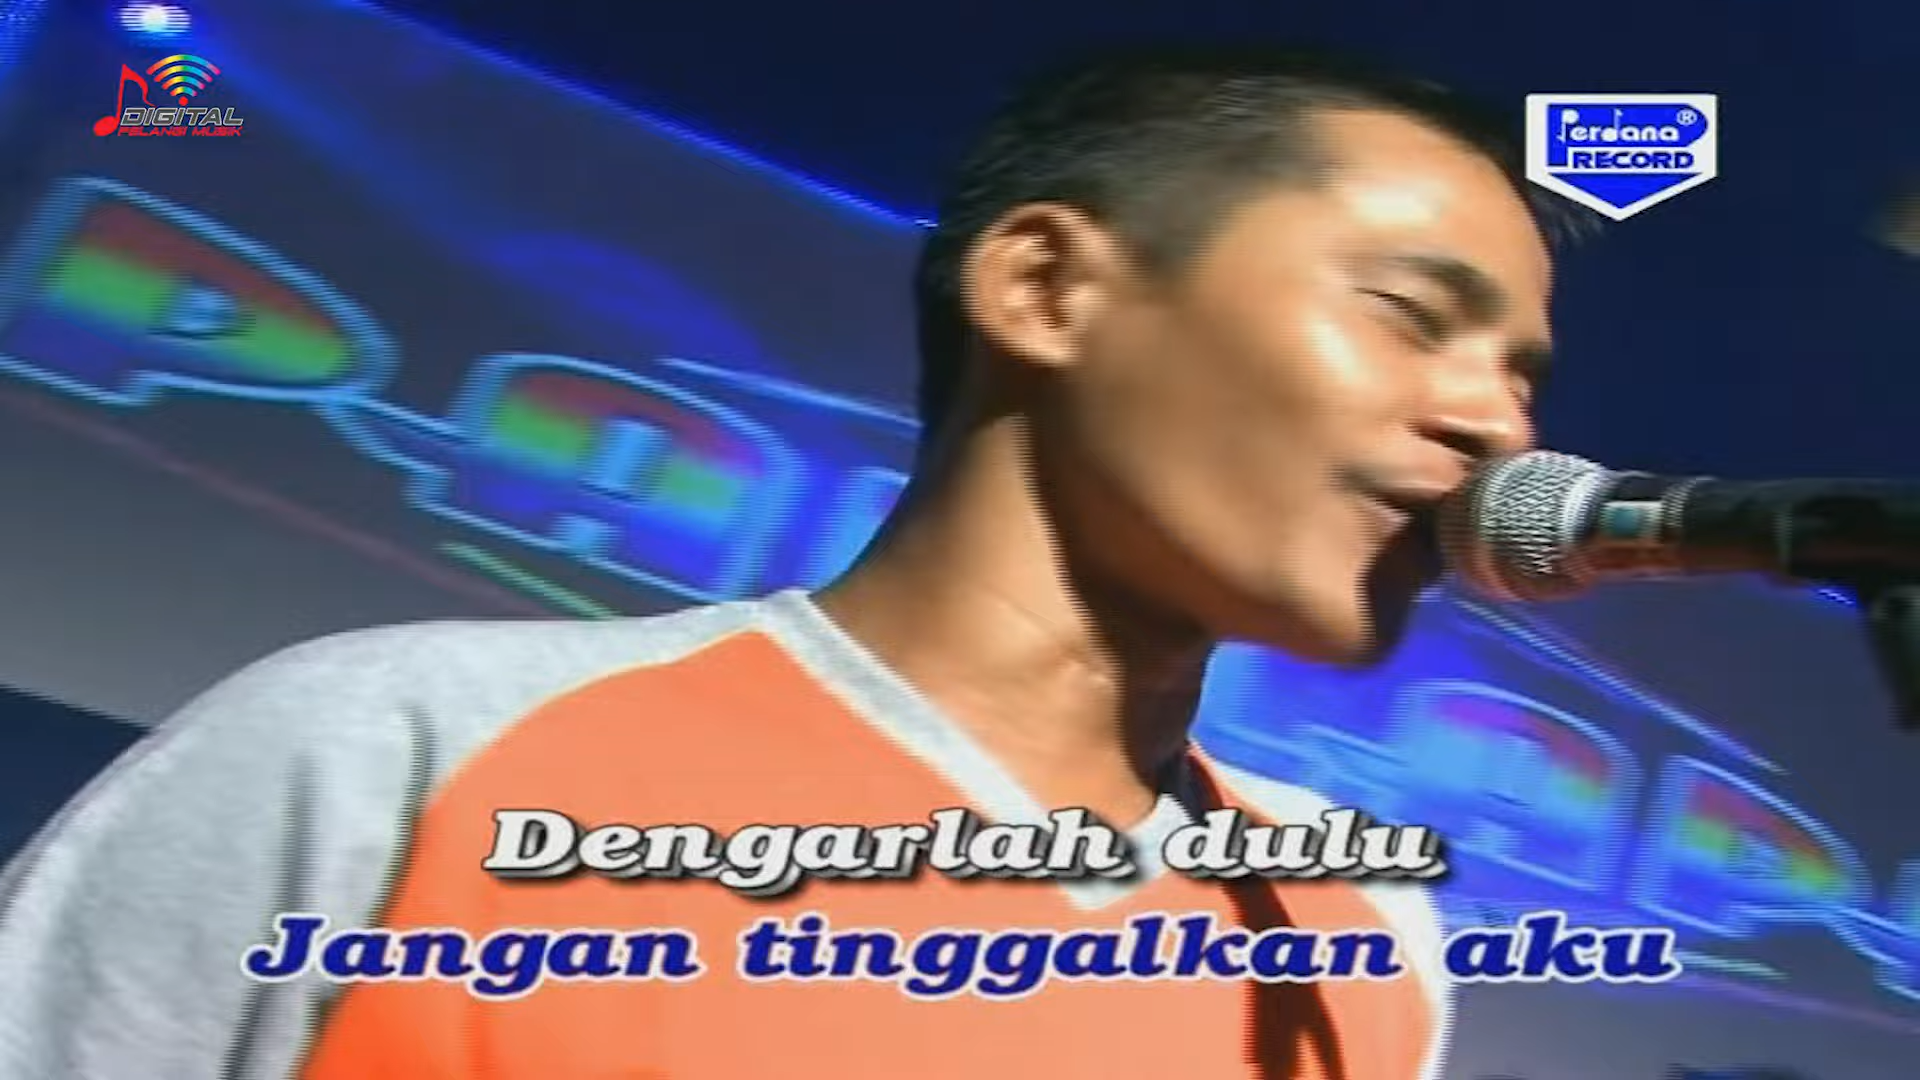 DIGITAL
PELANGI MUSIK
Perdana®
RECORD
Dengarlah dulu
Jangan tinggalkan aku